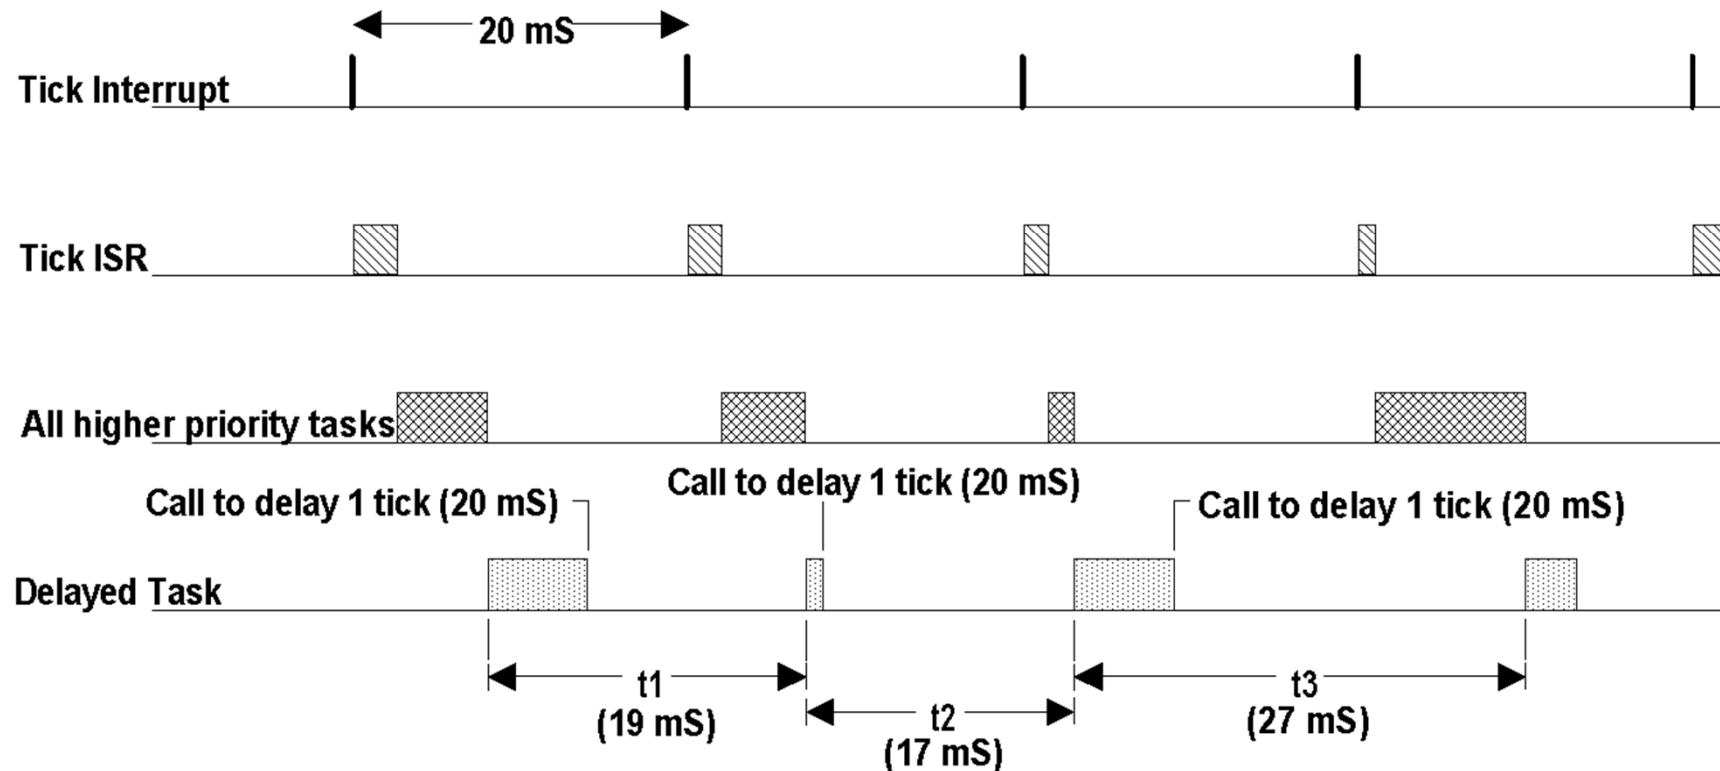 20 mS
Tick Interrupt
Tick ISR
All higher priority tasks
Call to delay 1 tick (20 mS)
Call to delay 1 tick (20 mS)
Call to delay 1 tick (20 mS)
Delayed Task
t1
(19 mS)
t2
(17 mS)
t3
(27 mS)